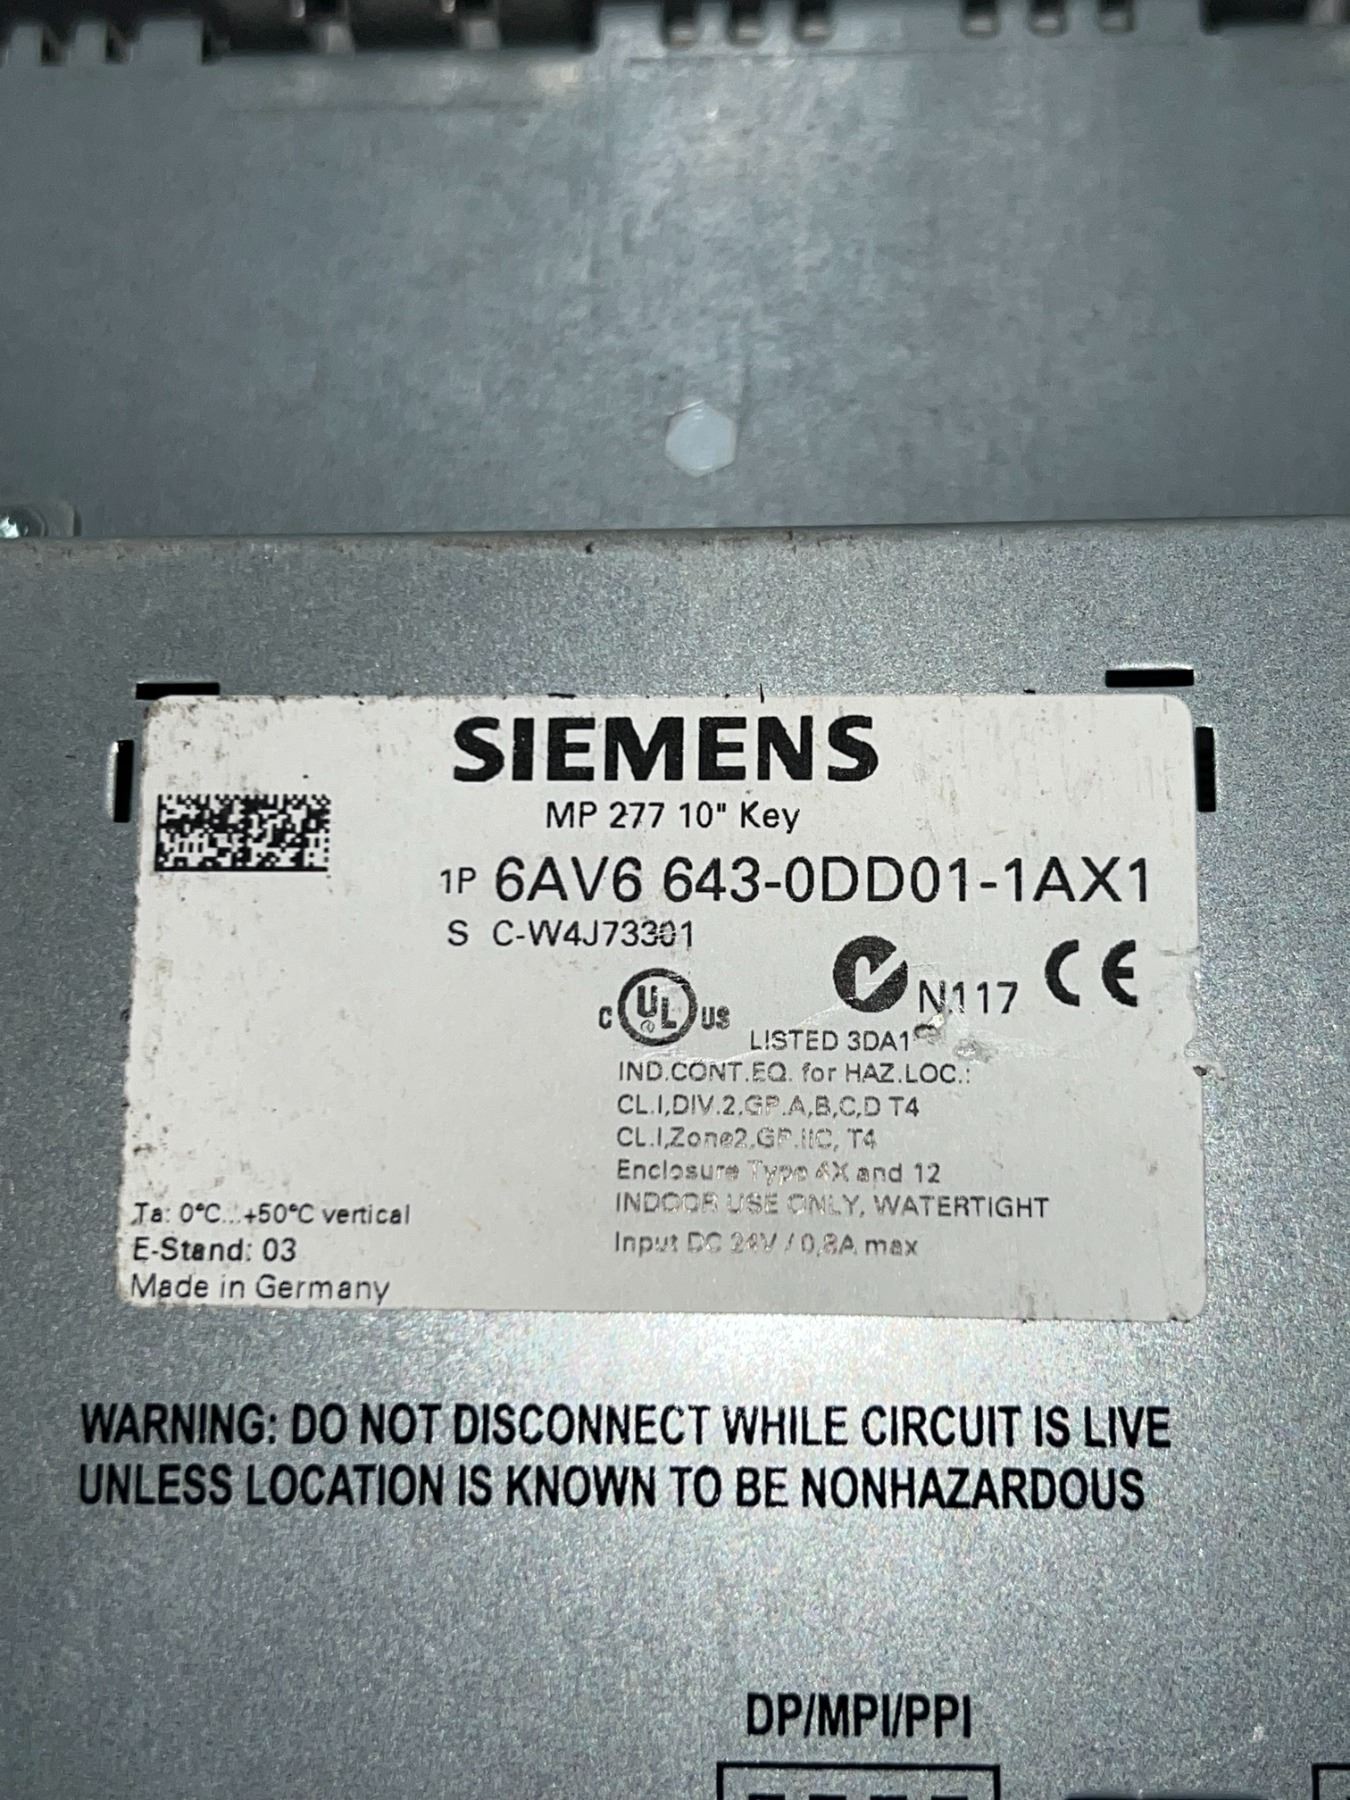 SIEMENS
MP 277 10" Key
1P 6AV6 643-0DD01-1AX1
S C-W4J73301
C UL US
N117 CE
LISTED 3DA1
IND.CONT.EQ. for HAZ.LOC.:
CL.I,DIV.2,GP.A,B,C,D T4
CL.I,Zone2,GP.IIC, T4
Enclosure Type 4X and 12
INDOOR USE ONLY, WATERTIGHT
Input DC 24V / 0,8A max
Ta: 0°C...+50°C vertical
E-Stand: 03
Made in Germany
WARNING: DO NOT DISCONNECT WHILE CIRCUIT IS LIVE
UNLESS LOCATION IS KNOWN TO BE NONHAZARDOUS
DP/MPI/PPI